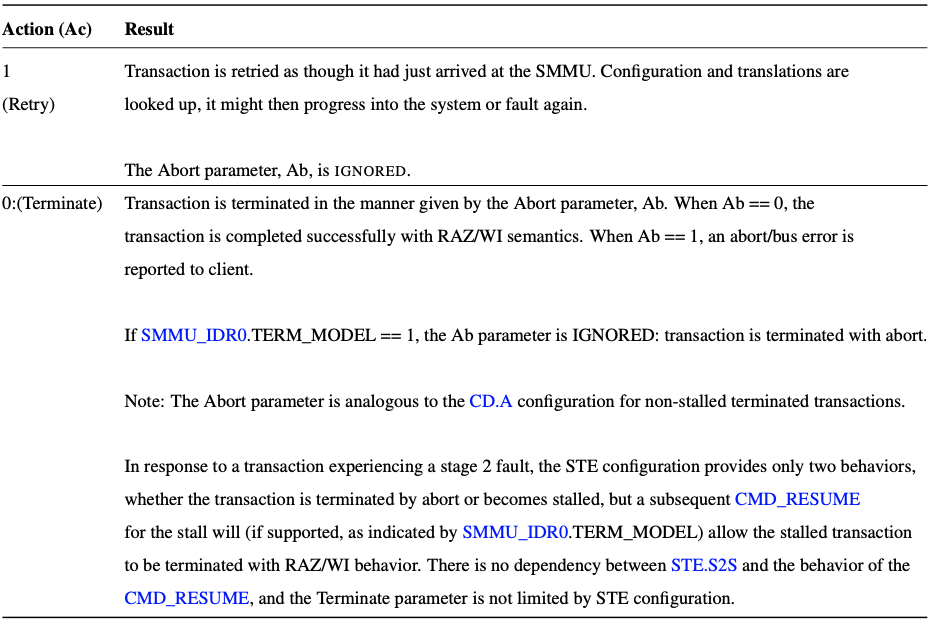 Action (Ac) Result
1 Transaction is retried as though it had just arrived at the SMMU. Configuration and translations are
(Retry) looked up, it might then progress into the system or fault again.
The Abort parameter, Ab, is IGNORED.
0:(Terminate) Transaction is terminated in the manner given by the Abort parameter, Ab. When Ab == 0, the
transaction is completed successfully with RAZ/WI semantics. When Ab == 1, an abort/bus error is
reported to client.
If SMMU_IDR0.TERM_MODEL == 1, the Ab parameter is IGNORED: transaction is terminated with abort.
Note: The Abort parameter is analogous to the CD.A configuration for non-stalled terminated transactions.
In response to a transaction experiencing a stage 2 fault, the STE configuration provides only two behaviors,
whether the transaction is terminated by abort or becomes stalled, but a subsequent CMD_RESUME
for the stall will (if supported, as indicated by SMMU_IDR0.TERM_MODEL) allow the stalled transaction
to be terminated with RAZ/WI behavior. There is no dependency between STE.S2S and the behavior of the
CMD_RESUME, and the Terminate parameter is not limited by STE configuration.